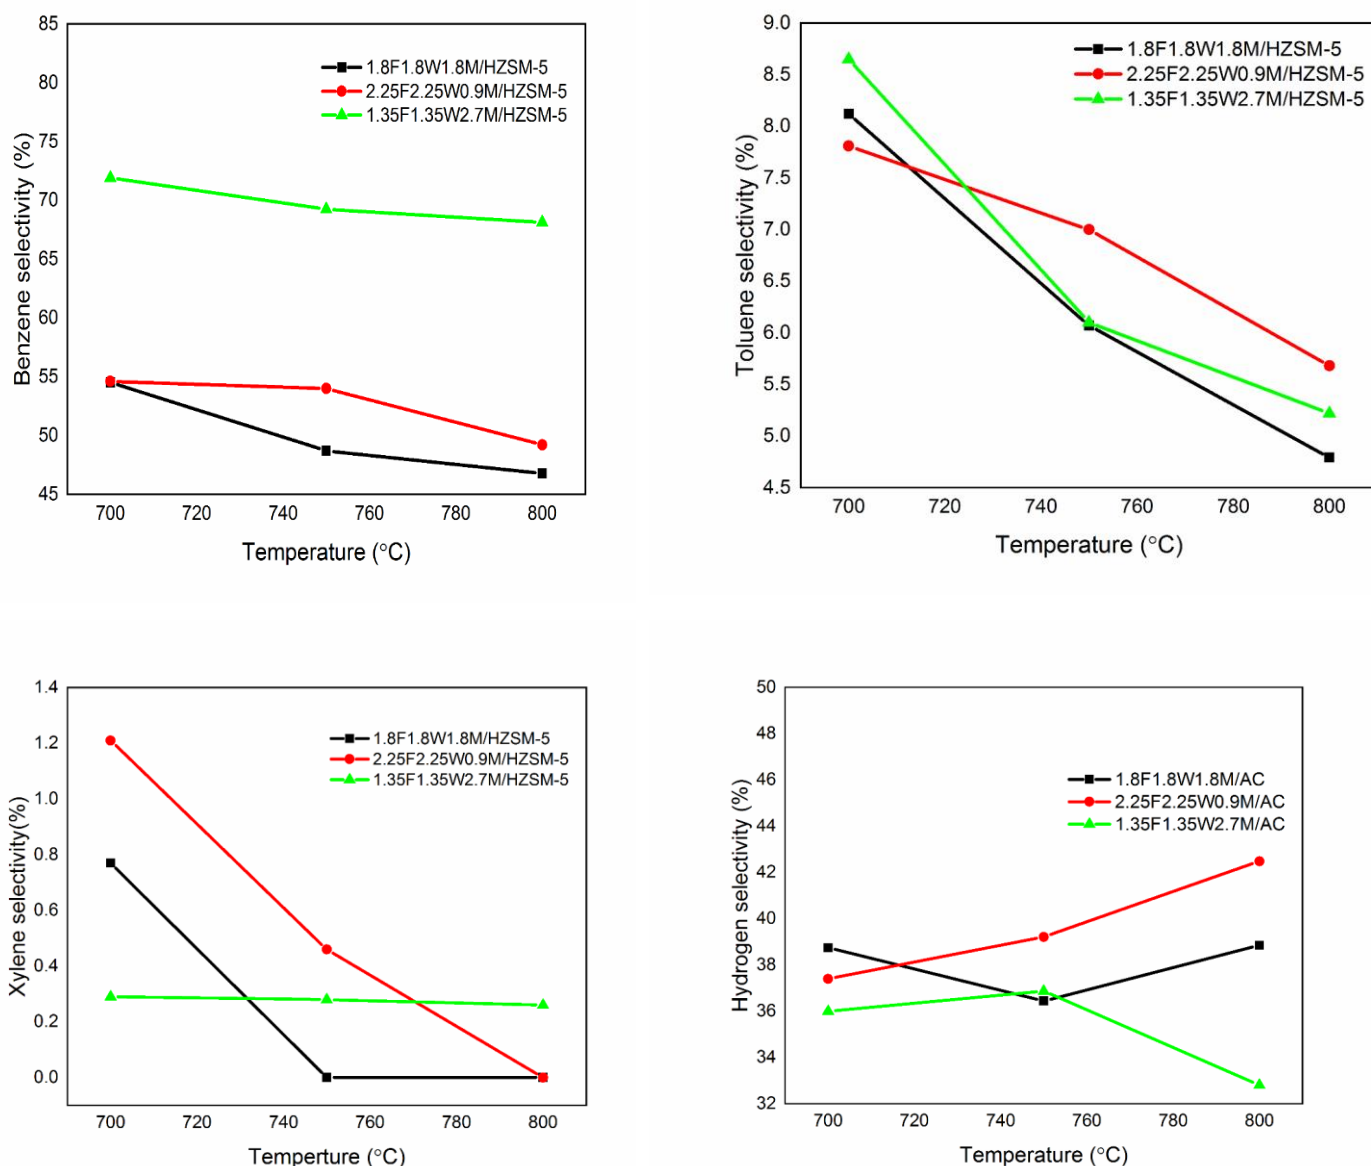 85
80
75
70
65
60
55
50
45
Benzene selectivity (%)
1.8F1.8W1.8M/HZSM-5
2.25F2.25W0.9M/HZSM-5
1.35F1.35W2.7M/HZSM-5
700 720 740 760 780 800
Temperature (°C)
9.0
8.5
8.0
7.5
7.0
6.5
6.0
5.5
5.0
4.5
Toluene selectivity (%)
1.8F1.8W1.8M/HZSM-5
2.25F2.25W0.9M/HZSM-5
1.35F1.35W2.7M/HZSM-5
700 720 740 760 780 800
Temperature (°C)
1.4
1.2
1.0
0.8
0.6
0.4
0.2
0.0
Xylene selectivity(%)
1.8F1.8W1.8M/HZSM-5
2.25F2.25W0.9M/HZSM-5
1.35F1.35W2.7M/HZSM-5
700 720 740 760 780 800
Temperture (°C)
50
48
46
44
42
40
38
36
34
32
Hydrogen selectivity (%)
1.8F1.8W1.8M/AC
2.25F2.25W0.9M/AC
1.35F1.35W2.7M/AC
700 720 740 760 780 800
Temperature (°C)